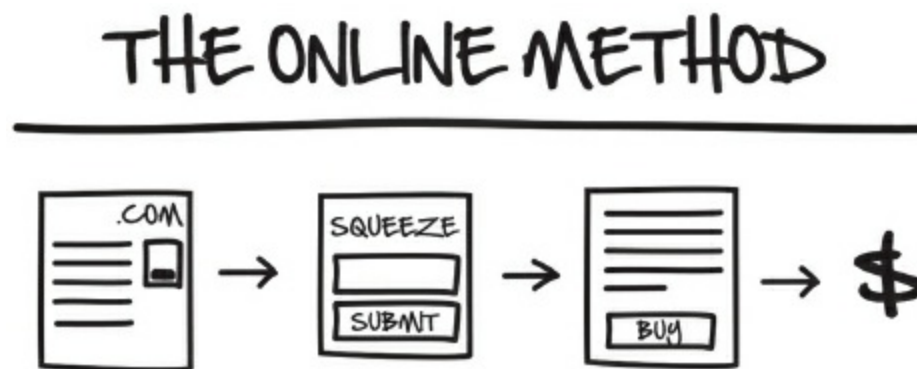 THE ONLINE METHOD
.COM
SQUEEZE
SUBMIT
BUY
$